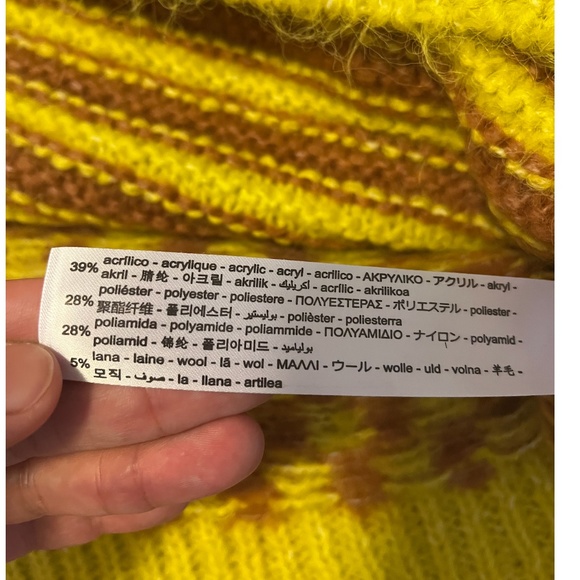 39% acrílico - acrylique - acrylic - acryl - acrilico - ΑΚΡΥΛΙΚΟ - アクリル - akryl -
akril - 腈纶 - 아크릴 - akrilik - أكريليك - acrílic - akrilikoa
28% poliéster - polyester - poliestere - ΠΟΛΥΕΣΤΕΡΑΣ - ポリエステル - poliester -
聚酯纤维 - 폴리에스터 - بوليستير - polièster - poliesterra
28% poliamida - polyamide - poliammide - ΠΟΛΥΑΜΙΔΙΟ - ナイロン - polyamid -
poliamid - 锦纶 - 폴리아미드 - بولياميد
5% lana - laine - wool - lã - wol - ΜΑΛΛΙ - ウール - wolle - uld - volna - 羊毛 -
모직 - صوف - la - llana - artilea